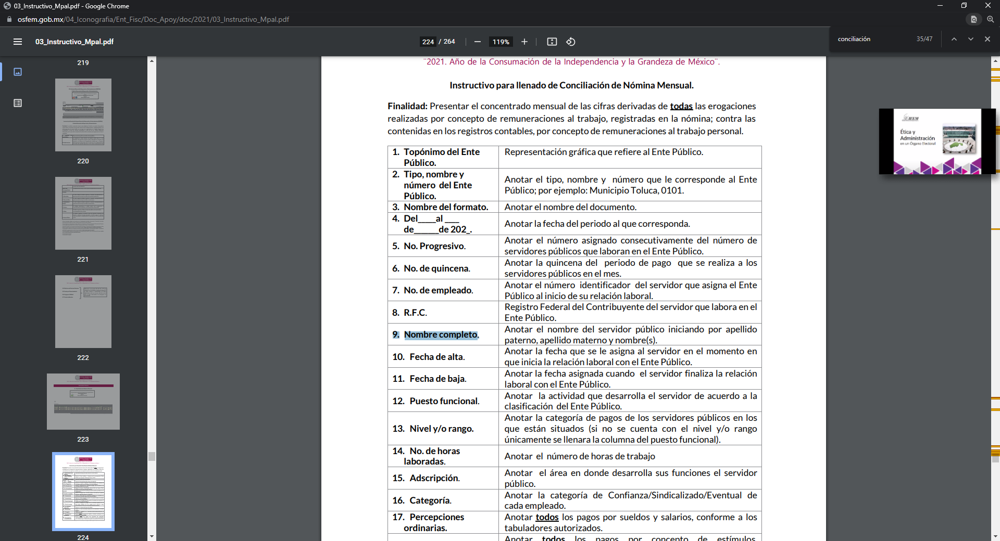 03_Instructivo_Mpal.pdf - Google Chrome
osfem.gob.mx/04_Iconografia/Ent_Fisc/Doc_Apoy/doc/2021/03_Instructivo_Mpal.pdf
03_Instructivo_Mpal.pdf
224 / 264
119%
conciliación
35/47
219
220
221
222
223
224
¨2021. Año de la Consumación de la Independencia y la Grandeza de México¨.
Instructivo para llenado de Conciliación de Nómina Mensual.
Finalidad: Presentar el concentrado mensual de las cifras derivadas de todas las erogaciones
realizadas por concepto de remuneraciones al trabajo, registradas en la nómina; contra las
contenidas en los registros contables, por concepto de remuneraciones al trabajo personal.
1. Topónimo del Ente
Público.
Representación gráfica que refiere al Ente Público.
2. Tipo, nombre y
número del Ente
Público.
Anotar el tipo, nombre y número que le corresponde al Ente
Público; por ejemplo: Municipio Toluca, 0101.
3. Nombre del formato.
Anotar el nombre del documento.
4. Del_____al ____
de_______de 202_.
Anotar la fecha del periodo al que corresponda.
5. No. Progresivo.
Anotar el número asignado consecutivamente del número de
servidores públicos que laboran en el Ente Público.
6. No. de quincena.
Anotar la quincena del periodo de pago que se realiza a los
servidores públicos en el mes.
7. No. de empleado.
Anotar el número identificador del servidor que asigna el Ente
Público al inicio de su relación laboral.
8. R.F.C.
Registro Federal del Contribuyente del servidor que labora en el
Ente Público.
9. Nombre completo.
Anotar el nombre del servidor público iniciando por apellido
paterno, apellido materno y nombre(s).
10. Fecha de alta.
Anotar la fecha que se le asigna al servidor en el momento en
que inicia la relación laboral con el Ente Público.
11. Fecha de baja.
Anotar la fecha asignada cuando el servidor finaliza la relación
laboral con el Ente Público.
12. Puesto funcional.
Anotar la actividad que desarrolla el servidor de acuerdo a la
clasificación del Ente Público.
13. Nivel y/o rango.
Anotar la categoría de pagos de los servidores públicos en los
que están situados (si no se cuenta con el nivel y/o rango
únicamente se llenara la columna del puesto funcional).
14. No. de horas
laboradas.
Anotar el número de horas de trabajo
15. Adscripción.
Anotar el área en donde desarrolla sus funciones el servidor
público.
16. Categoría.
Anotar la categoría de Confianza/Sindicalizado/Eventual de
cada empleado.
17. Percepciones
ordinarias.
Anotar todos los pagos por sueldos y salarios, conforme a los
tabuladores autorizados.
Anotar todos los pagos por concepto de estímulos,
IEEM
Ética y
Administración
en un Órgano Electoral